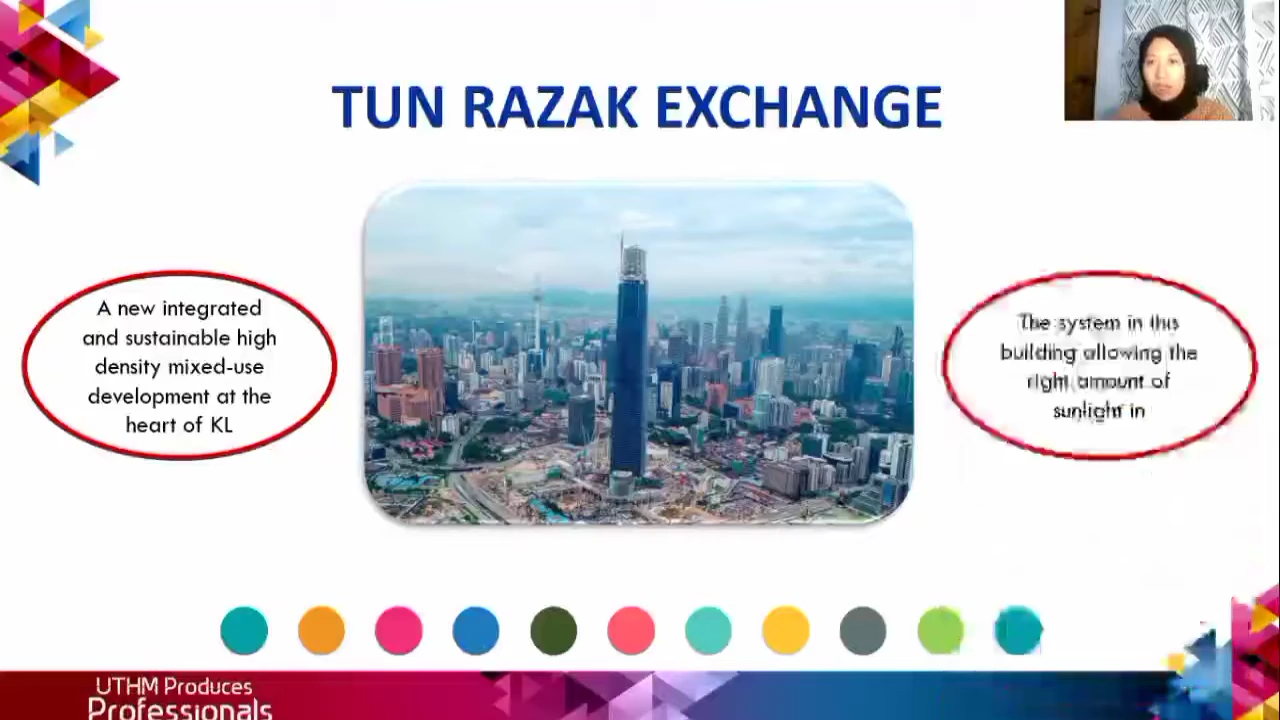 TUN RAZAK EXCHANGE
A new integrated
and sustainable high
density mixed-use
development at the
heart of KL
The system in this
building allowing the
right amount of
sunlight in
UTHM Produces
Professionals